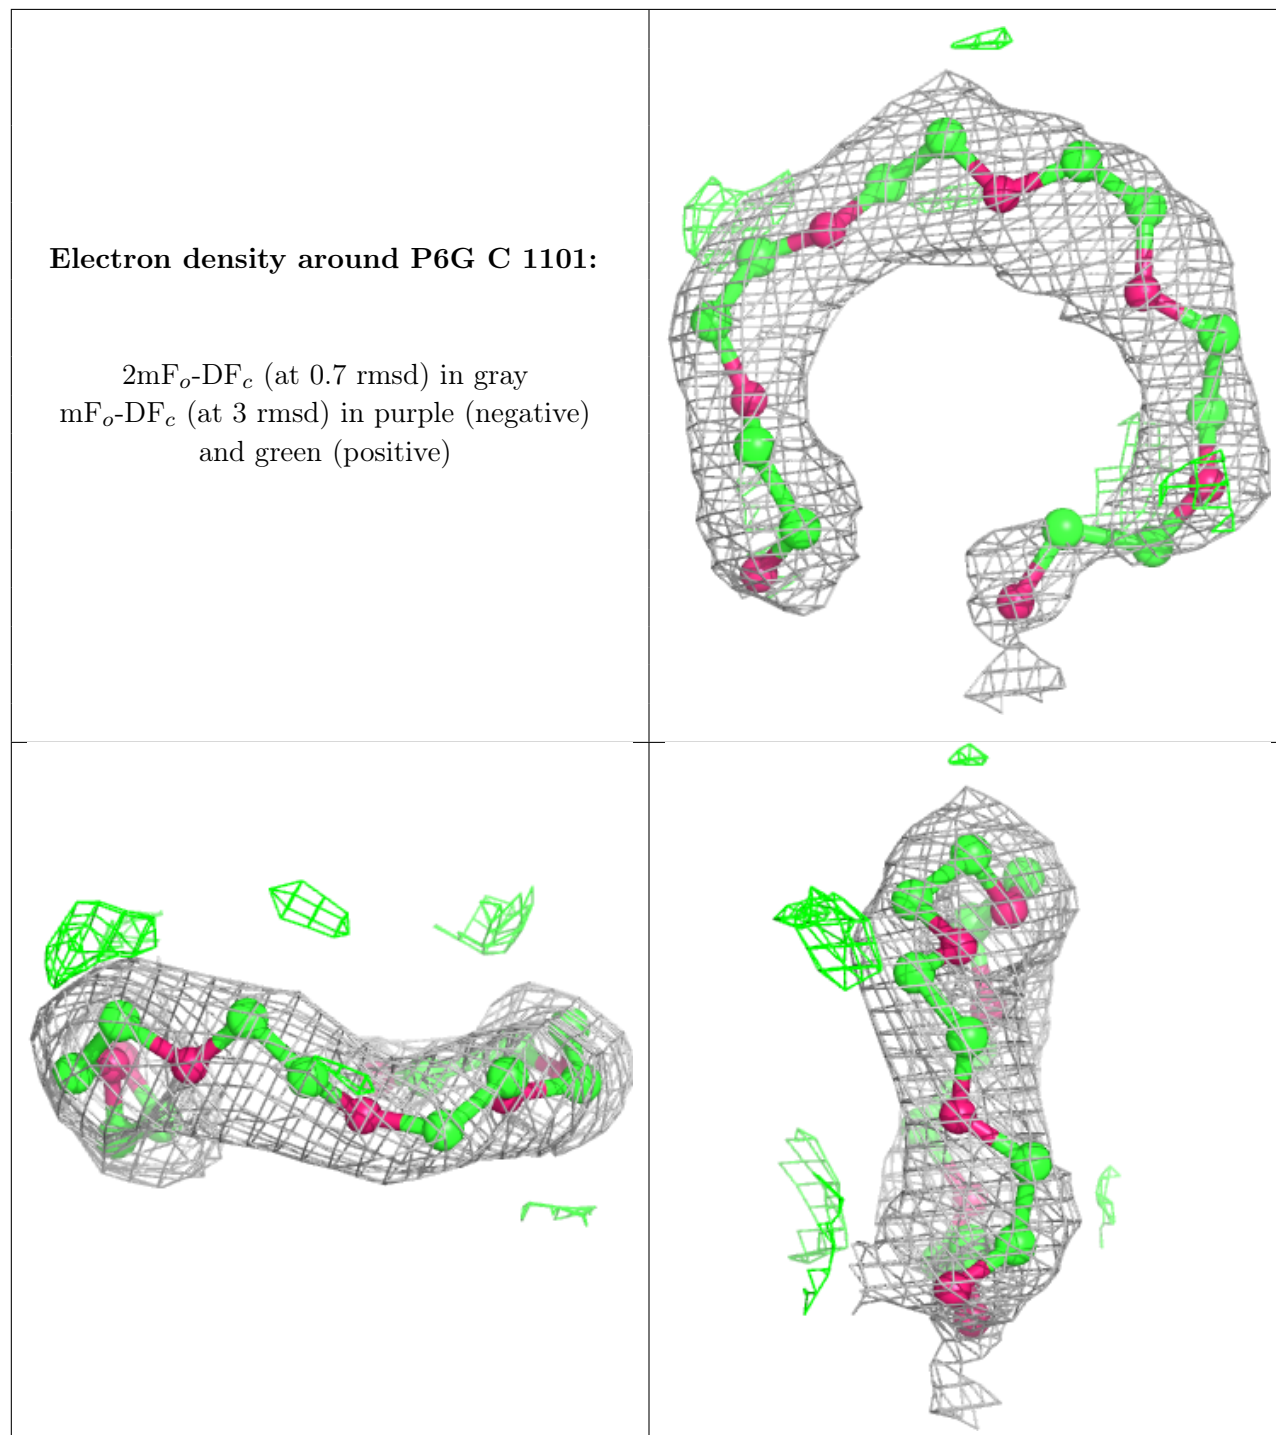 Electron density around P6G C 1101:
2mFₒ-DF𝒸 (at 0.7 rmsd) in gray
mFₒ-DF𝒸 (at 3 rmsd) in purple (negative)
and green (positive)